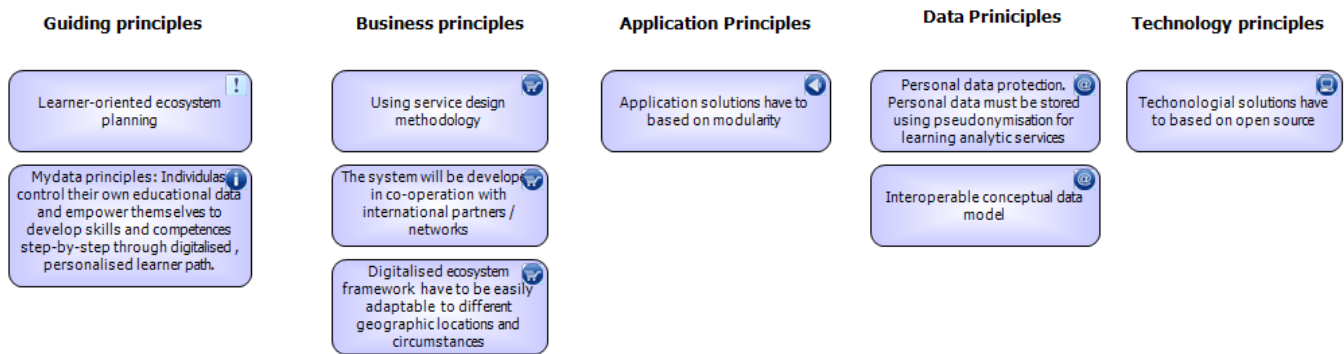 Guiding principles
Learner-oriented ecosystem
planning
Mydata principles: Individulas
control their own educational data
and empower themselves to
develop skills and competences
step-by-step through digitalised ,
personalised learner path.
Business principles
Using service design
methodology
The system will be develope
in co-operation with
international partners /
networks
Digitalised ecosystem
framework have to be easily
adaptable to different
geographic locations and
circumstances
Application Principles
Application solutions have to
based on modularity
Data Priniciples
Personal data protection.
Personal data must be stored
using pseudonymisation for
learning analytic services
Interoperable conceptual data
model
Technology principles
Techonologial solutions have
to based on open source